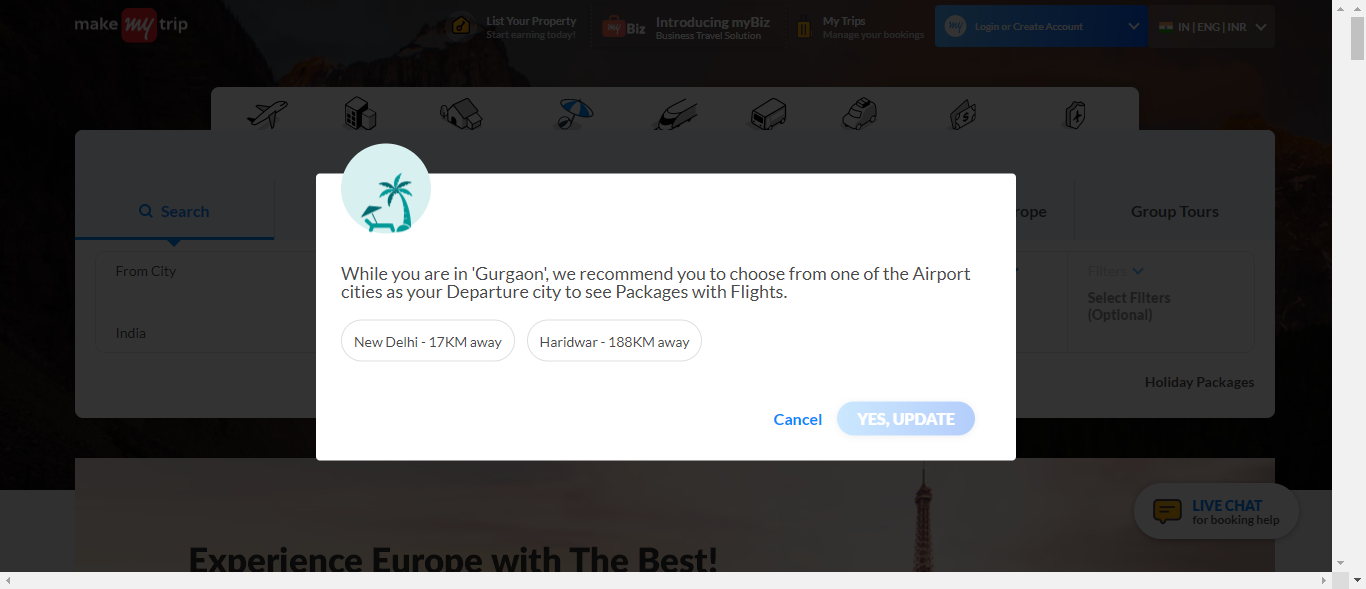 make my trip
List Your Property
Start earning today!
my Biz
Introducing myBiz
Business Travel Solution
My Trips
Manage your bookings
my
Login or Create Account
IN | ENG | INR
Search
rope
Group Tours
From City
India
Filters
Select Filters
(Optional)
While you are in 'Gurgaon', we recommend you to choose from one of the Airport
cities as your Departure city to see Packages with Flights.
New Delhi - 17KM away
Haridwar - 188KM away
Cancel
YES, UPDATE
Holiday Packages
LIVE CHAT
for booking help
Experience Europe with The Best!